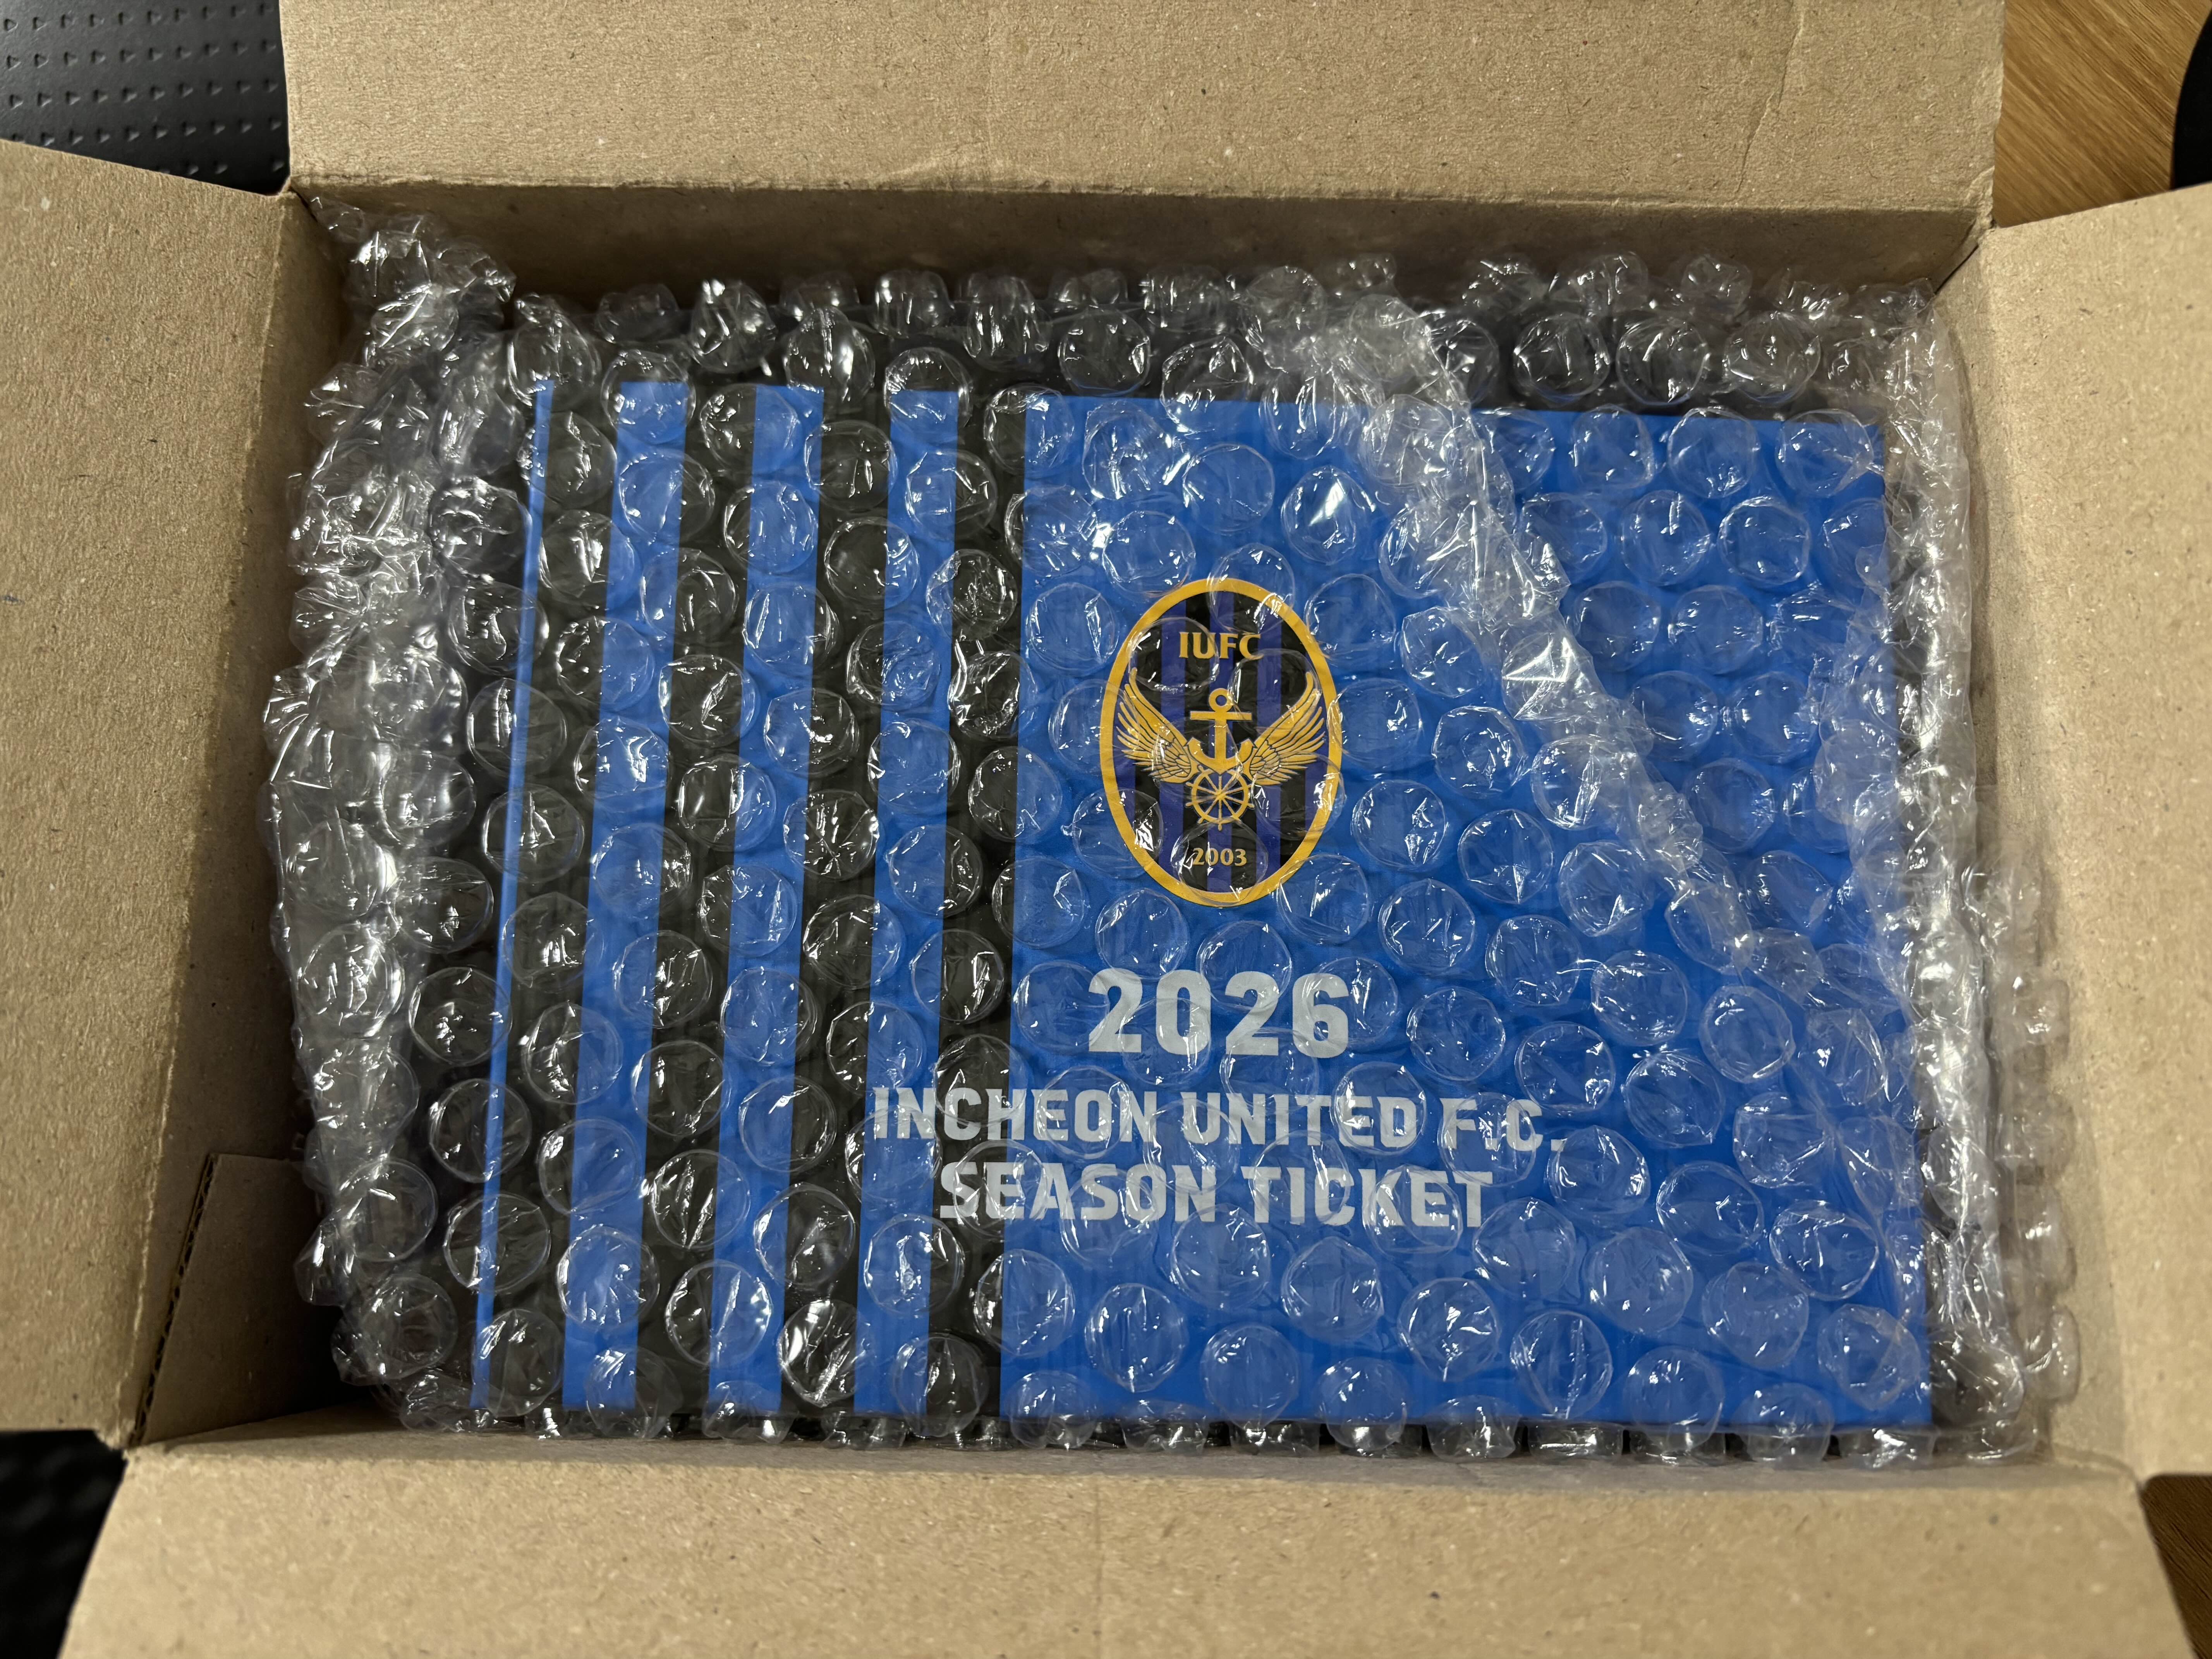 IUFC
2003
2026
INCHEON UNITED F.C.
SEASON TICKET